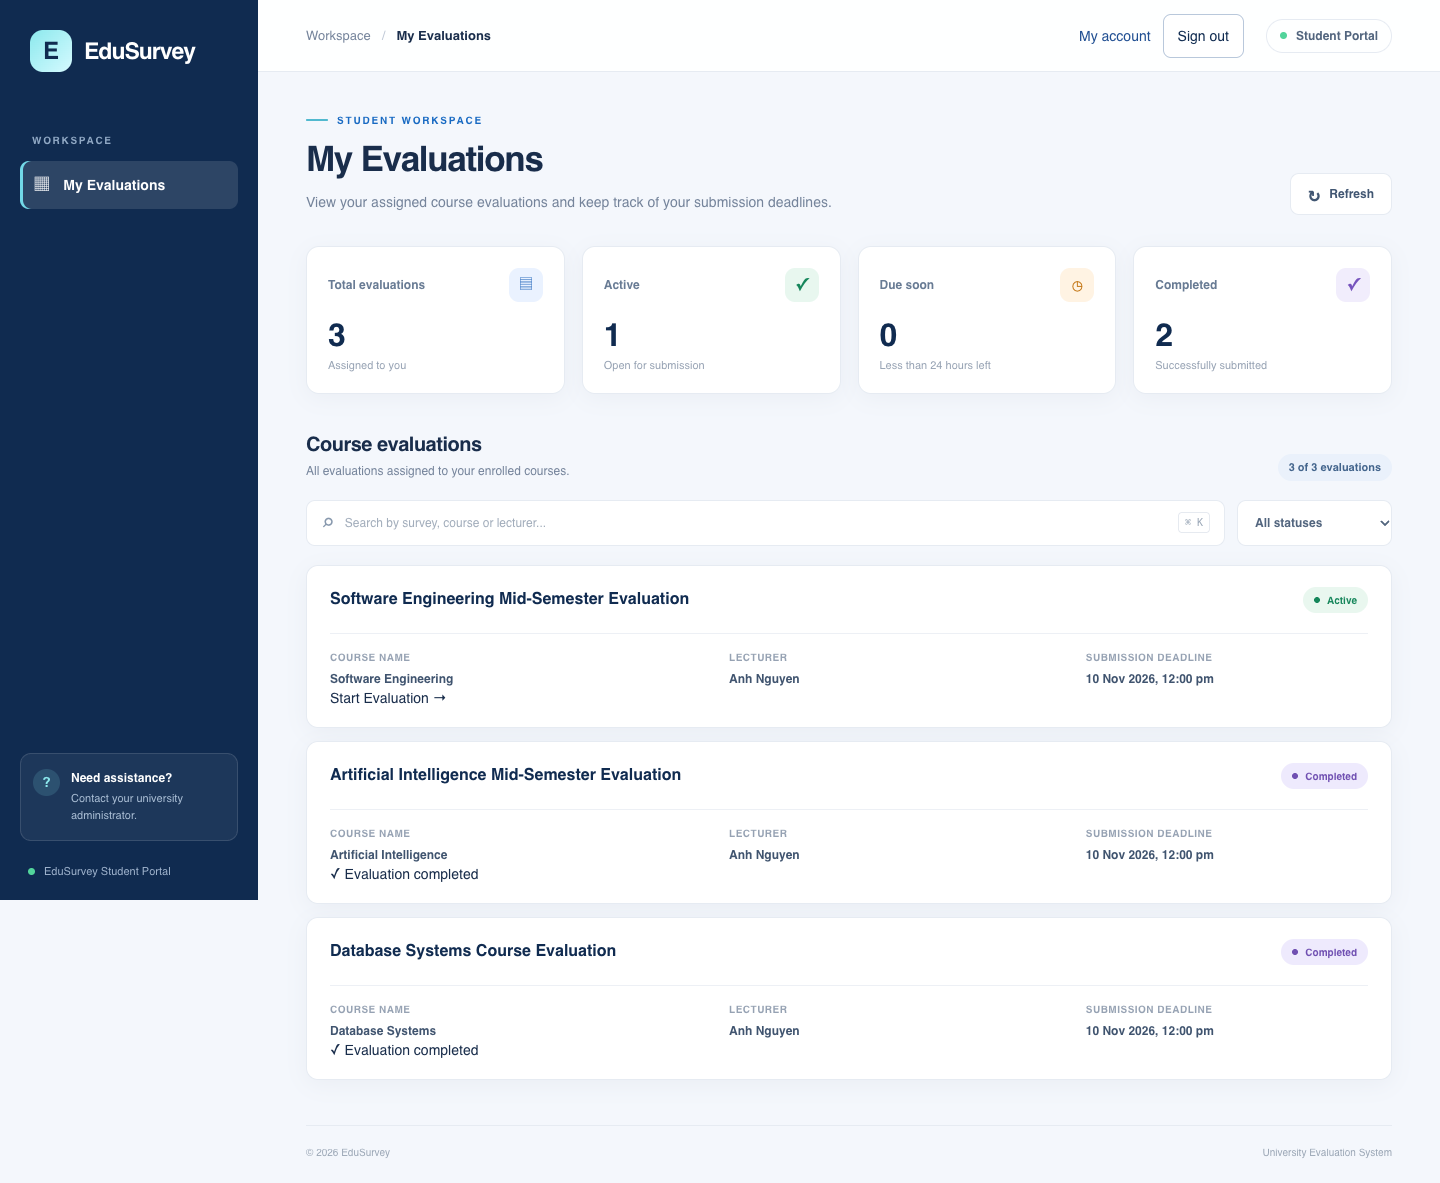 E EduSurvey
WORKSPACE
My Evaluations
Need assistance?
Contact your university
administrator.
EduSurvey Student Portal
Workspace / My Evaluations
My account
Sign out
Student Portal
STUDENT WORKSPACE
My Evaluations
View your assigned course evaluations and keep track of your submission deadlines.
↻ Refresh
Total evaluations
3
Assigned to you
Active
✓
1
Open for submission
Due soon
0
Less than 24 hours left
Completed
✓
2
Successfully submitted
Course evaluations
All evaluations assigned to your enrolled courses.
3 of 3 evaluations
Search by survey, course or lecturer...
⌘ K
All statuses
Software Engineering Mid-Semester Evaluation
Active
COURSE NAME
Software Engineering
Start Evaluation →
LECTURER
Anh Nguyen
SUBMISSION DEADLINE
10 Nov 2026, 12:00 pm
Artificial Intelligence Mid-Semester Evaluation
Completed
COURSE NAME
Artificial Intelligence
✓ Evaluation completed
LECTURER
Anh Nguyen
SUBMISSION DEADLINE
10 Nov 2026, 12:00 pm
Database Systems Course Evaluation
Completed
COURSE NAME
Database Systems
✓ Evaluation completed
LECTURER
Anh Nguyen
SUBMISSION DEADLINE
10 Nov 2026, 12:00 pm
© 2026 EduSurvey
University Evaluation System